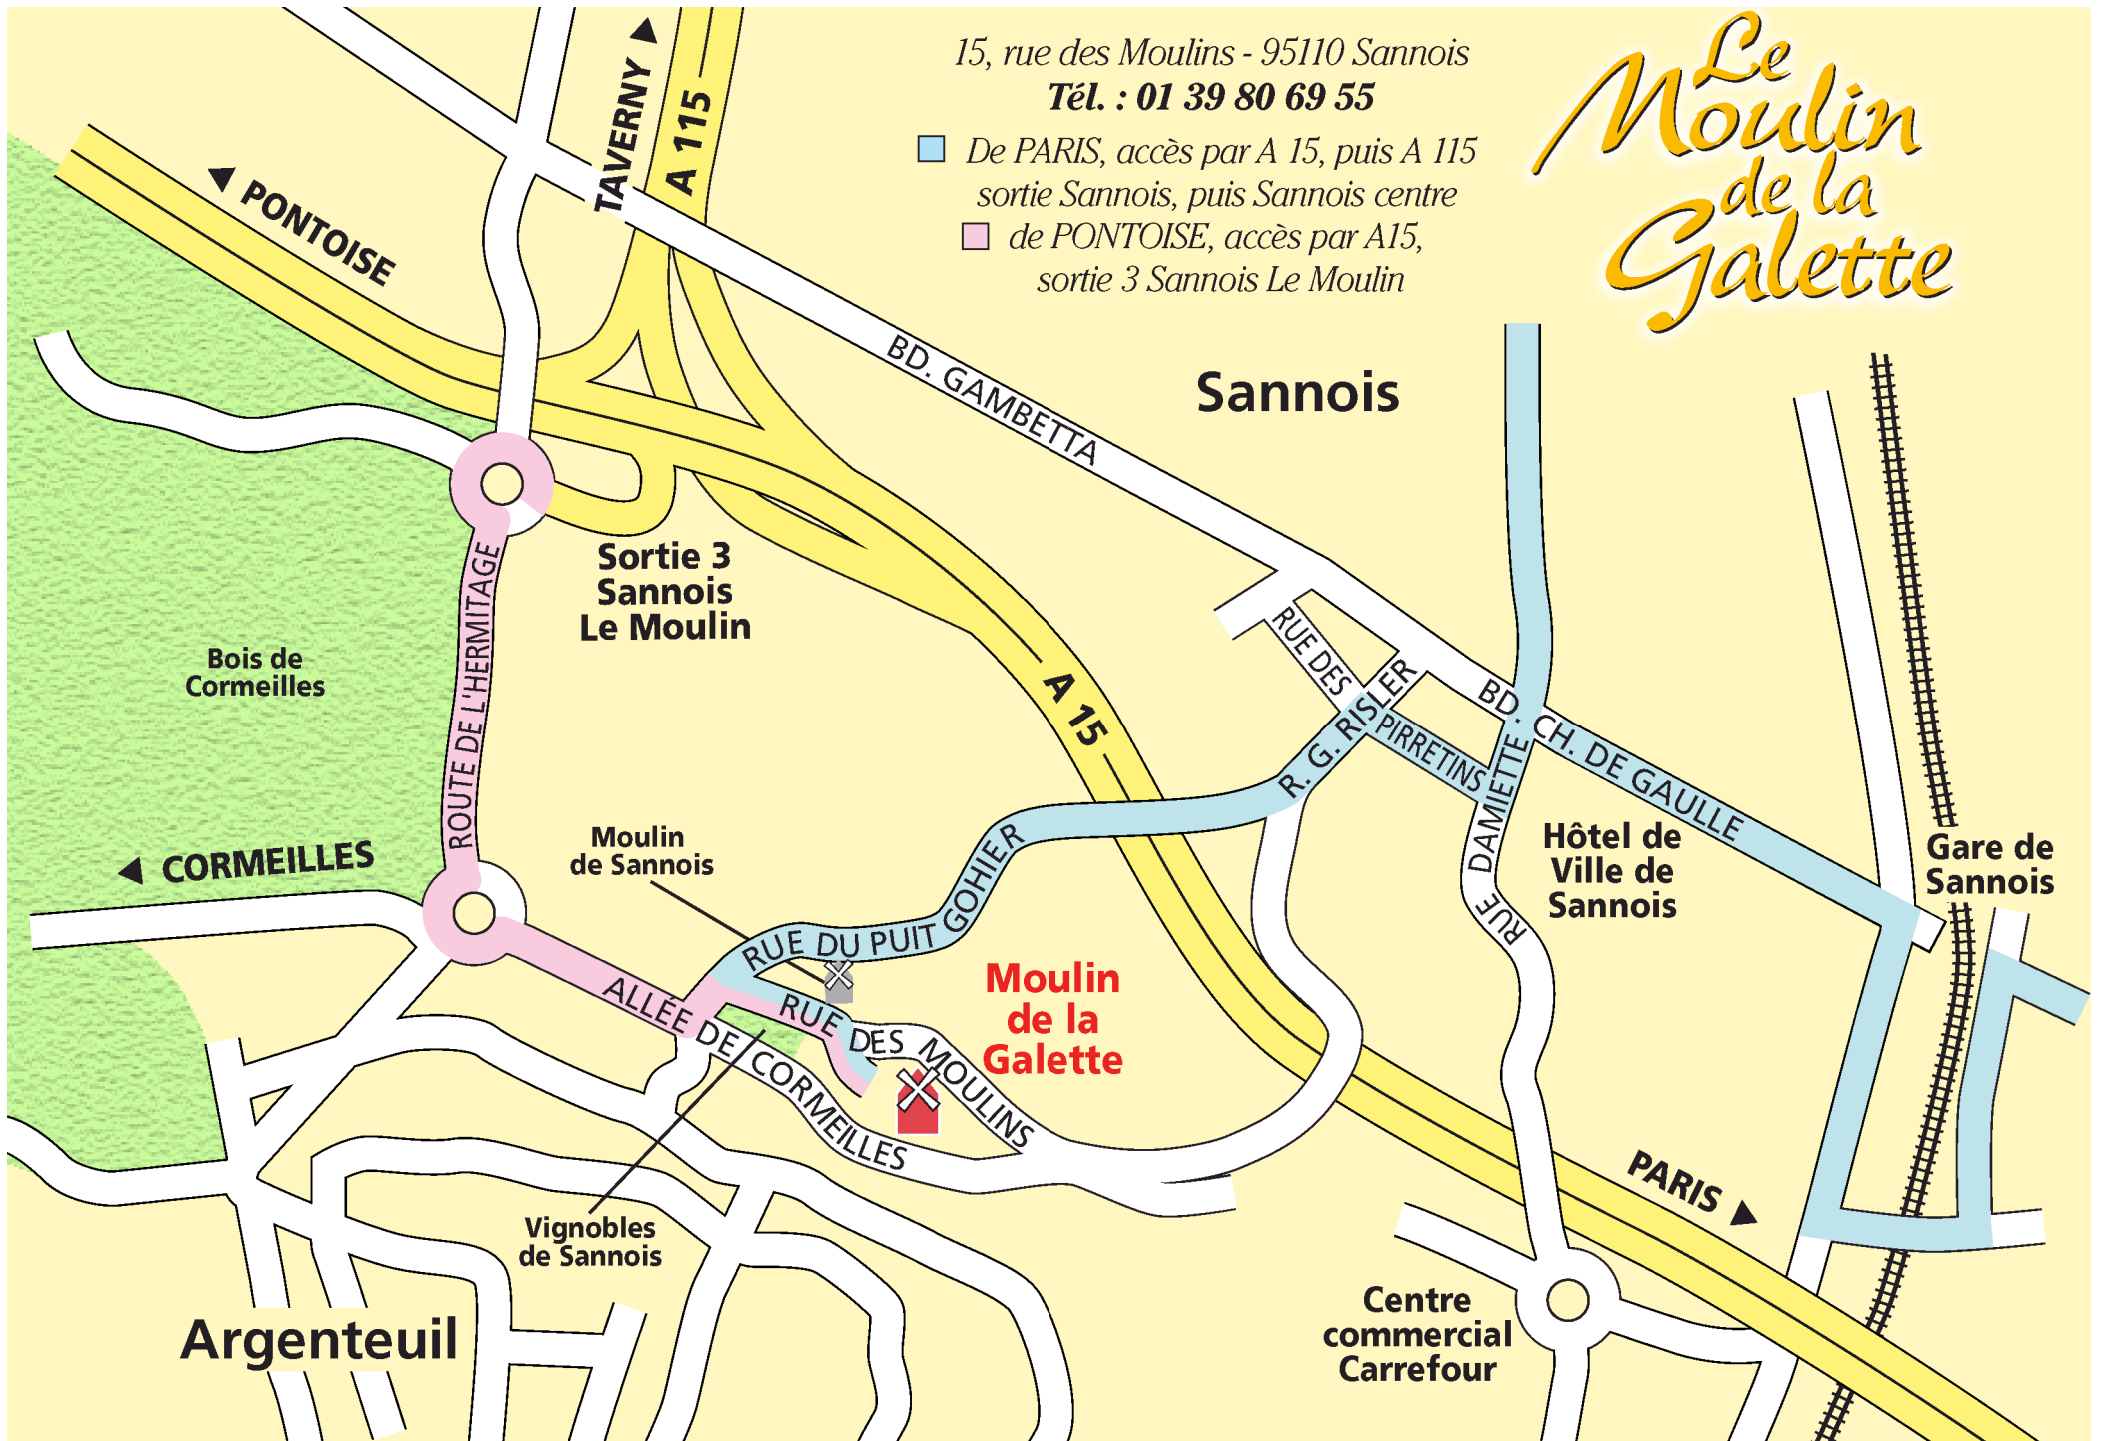 Le
Moulin
de la
Galette
15, rue des Moulins - 95110 Sannois
Tél. : 01 39 80 69 55
De PARIS, accès par A 15, puis A 115
sortie Sannois, puis Sannois centre
de PONTOISE, accès par A15,
sortie 3 Sannois Le Moulin
TAVERNY
A 115
PONTOISE
BD. GAMBETTA
Sannois
Sortie 3
Sannois
Le Moulin
ROUTE DE L'HERMITAGE
Bois de
Cormeilles
A 15
RUE DES PIRRETINS
R. G. RISLER
BD. CH. DE GAULLE
RUE DAMIETTE
Hôtel de
Ville de
Sannois
Gare de
Sannois
CORMEILLES
Moulin
de Sannois
RUE DU PUIT GOHIER
Moulin
de la
Galette
ALLÉE DE CORMEILLES
RUE DES MOULINS
PARIS
Vignobles
de Sannois
Argenteuil
Centre
commercial
Carrefour